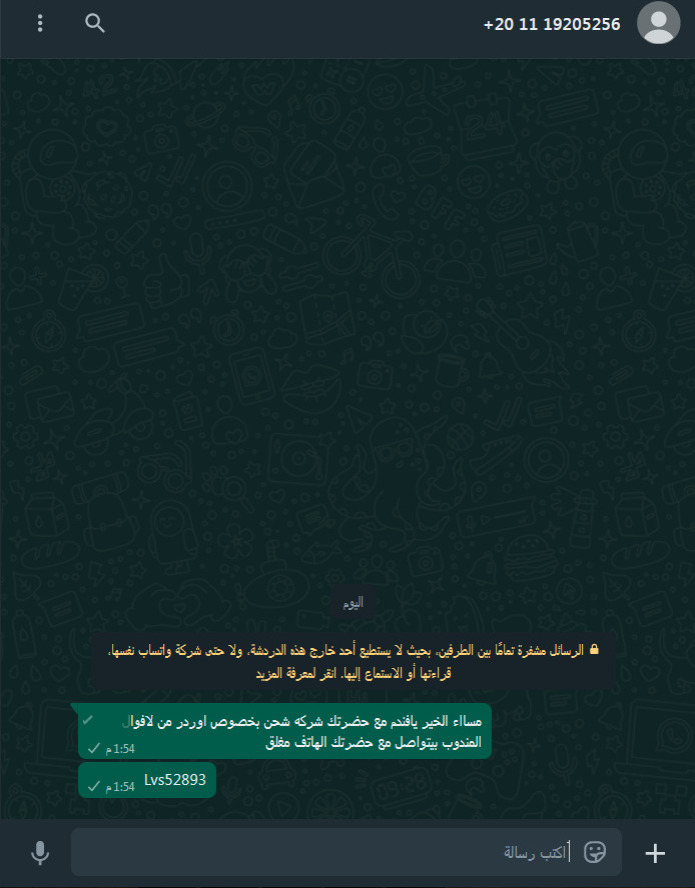 +20 11 19205256
اليوم
الرسائل مشفرة تمامًا بين الطرفين، بحيث لا يستطيع أحد خارج هذه الدردشة، ولا حتى شركة واتساب نفسها،
قراءتها أو الاستماع إليها. انقر لمعرفة المزيد
مسااء الخير يافندم مع حضرتك شركه شحن بخصوص اوردر من لافوال
المندوب بيتواصل مع حضرتك الهاتف مغلق
1:54 م
Lvs52893
1:54 م
اكتب رسالة